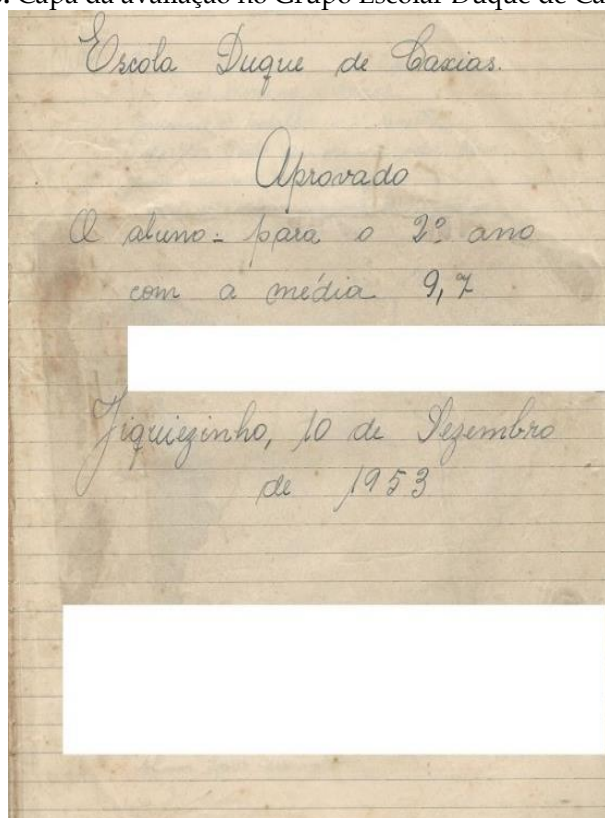 Capa da avaliação no Grupo Escolar Duque de Ca
Escola Duque de Caxias.
Aprovado
O aluno - para o 2º ano
com a média 9,7
Jiquiezinho, 10 de Dezembro
de 1953